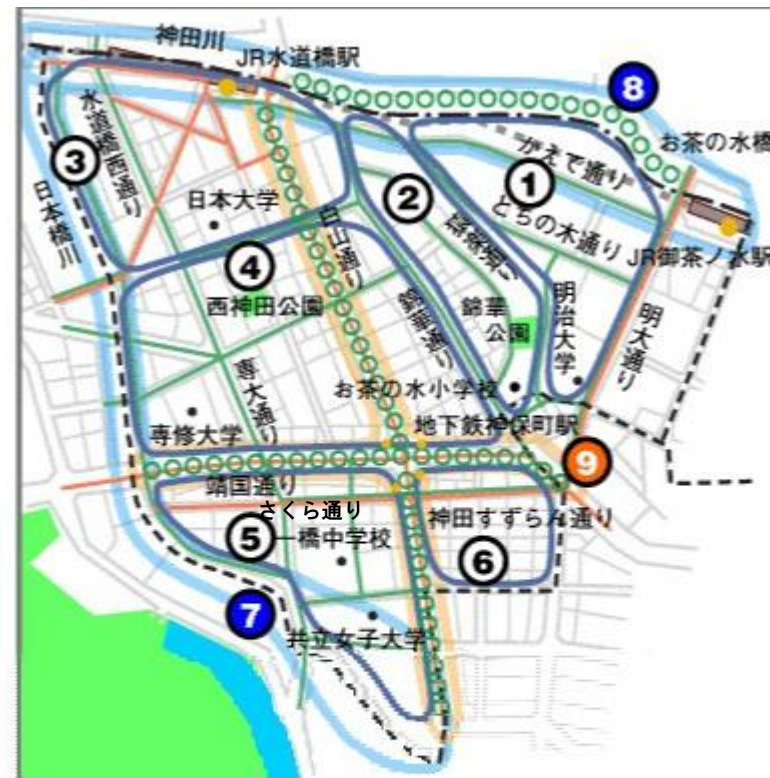 神田川
JR水道橋駅
8
お茶の水橋
かえで通り
1
3
水道橋西通り
2
日本大学
とちの木通り
白山通り
JR御茶ノ水駅
日本橋川
4
西神田公園
錦華
公園
錦華通り
明治大学
明大通り
お茶の水小学校
専大通り
専修大学
地下鉄神保町駅
9
靖国通り
さくら通り
神田すずらん通り
5
一橋中学校
6
7
共立女子大学